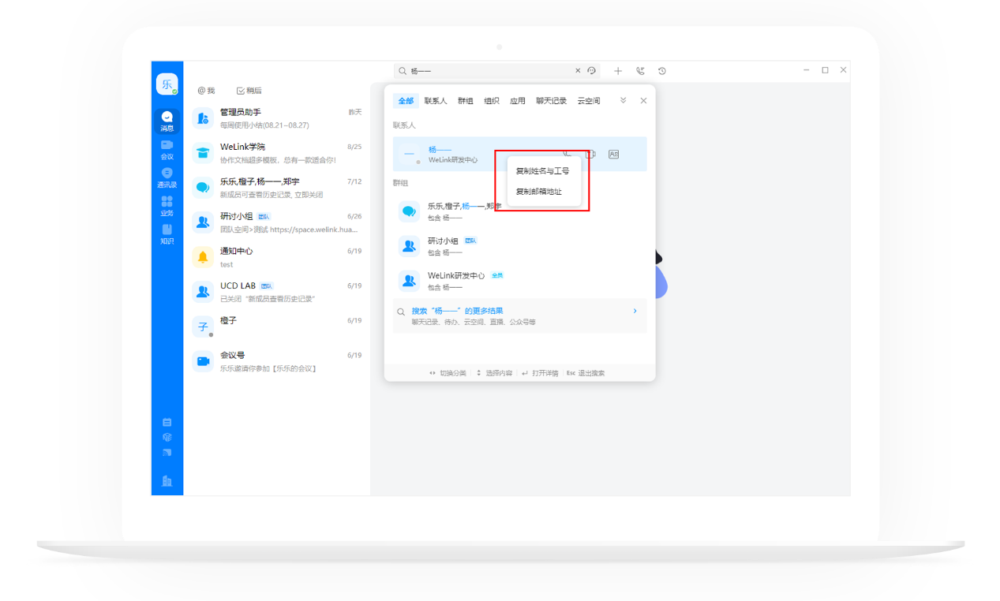 乐
消息
会议
通讯录
业务
知识
@我
稍后
管理员助手
昨天
每周使用小结(08.21~08.27)
WeLink学院
8/25
协作文档超多模板，总有一款适合你!
乐乐,橙子,杨一一,郑宇
7/12
新成员可查看历史记录, 立即关闭
研讨小组 团队
6/26
团队空间>测试 https://space.welink.hua...
通知中心
6/19
test
UCD LAB 团队
6/19
已关闭“新成员查看历史记录”
子
橙子
6/19
会议号
6/19
乐乐邀请你参加【乐乐的会议】
杨一一
全部 联系人 群组 组织 应用 聊天记录 云空间
联系人
一
杨一一
WeLink研发中心
复制姓名与工号
复制邮箱地址
群组
乐乐,橙子,杨一一,郑宇
包含 杨一一
研讨小组 团队
包含 杨一一
WeLink研发中心 全员
包含 杨一一
搜索“杨一一”的更多结果
聊天记录、待办、云空间、直播、公众号等
切换分类 选择内容 打开详情 Esc 退出搜索